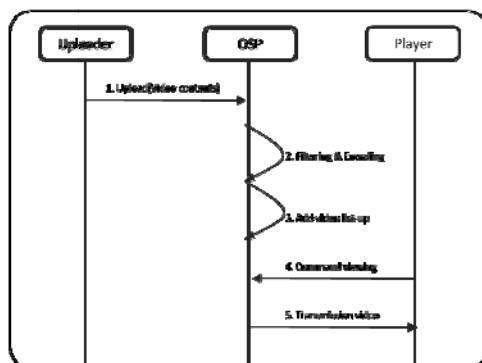 Uploader
OSP
Player
1. Upload(video contents)
2. Filtering & Encoding
3. Add video list-up
4. Command viewing
5. Transmission video